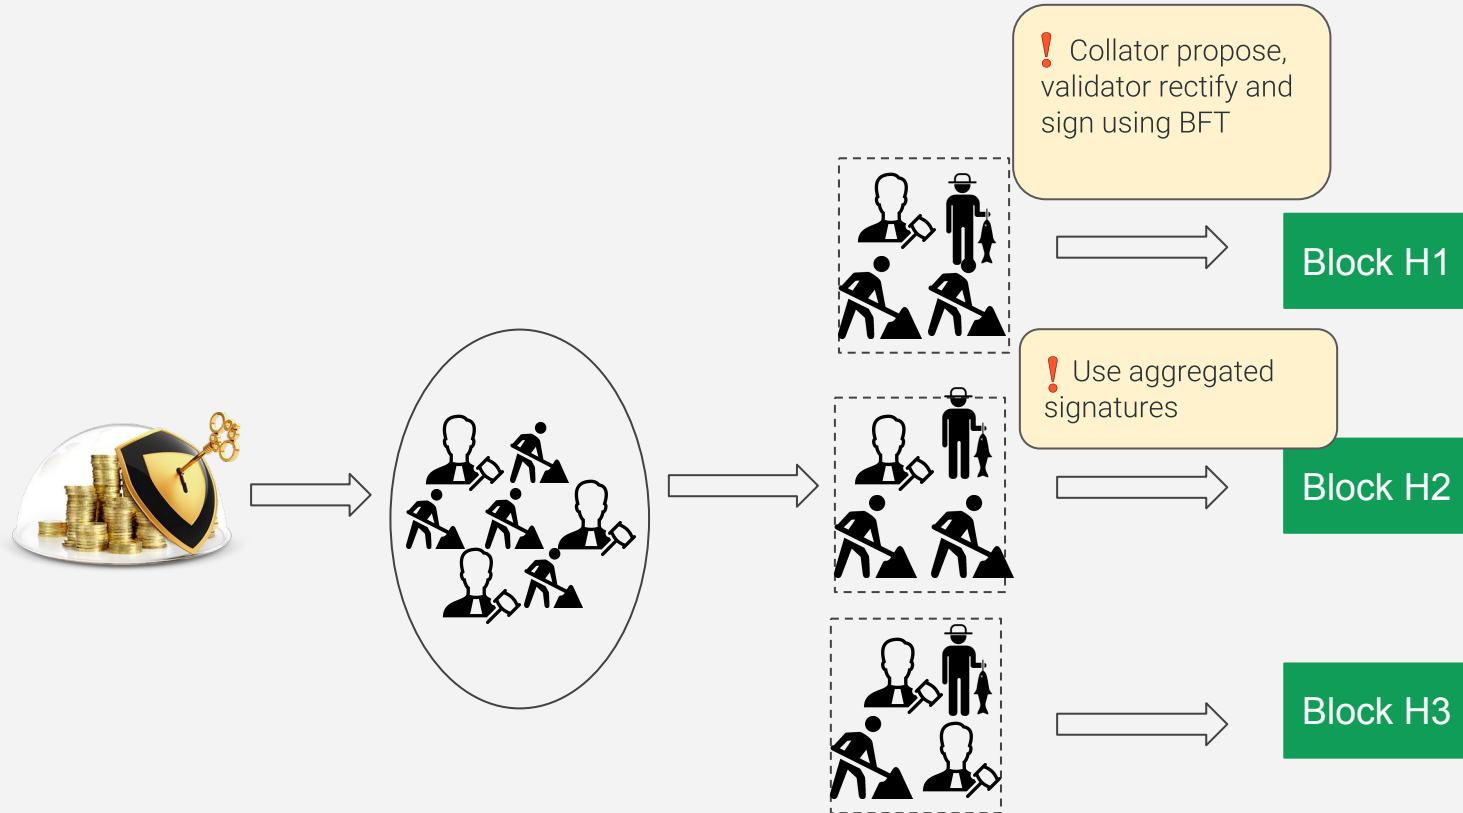 ❗ Collator propose,
validator rectify and
sign using BFT
Block H1
❗ Use aggregated
signatures
Block H2
Block H3